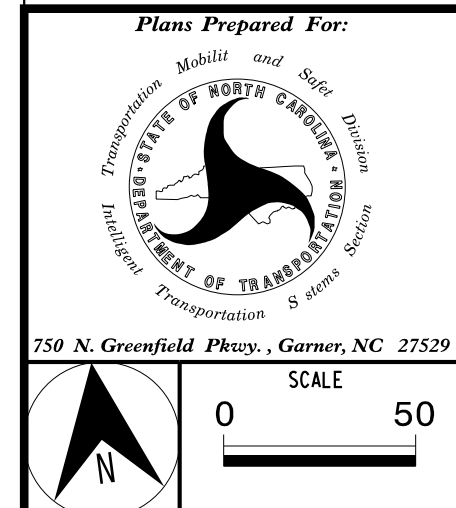 Plans Prepared For:
Transportation Mobilit and Safet Division
STATE OF NORTH CAROLINA
DEPARTMENT OF TRANSPORTATION
Intelligent Transportation S stems Section
750 N. Greenfield Pkwy. , Garner, NC 27529
N
SCALE
0 50